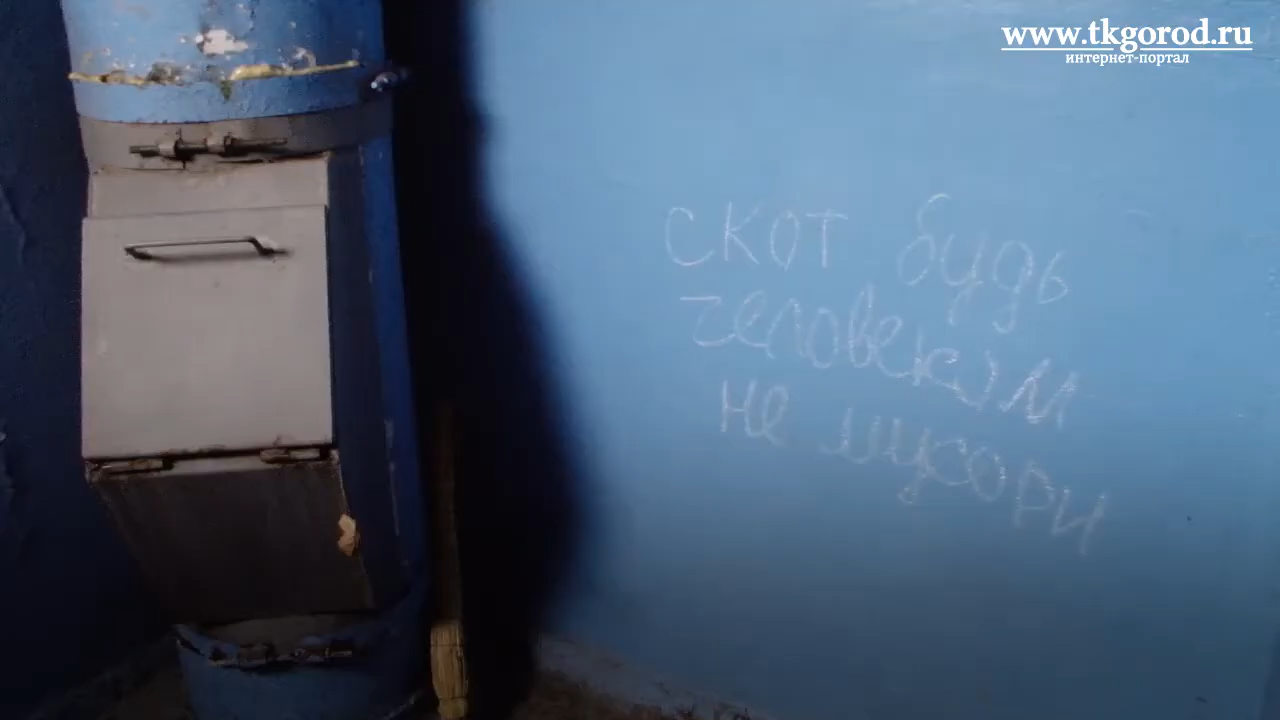 www.tkgorod.ru
интернет-портал
скот будь
человеком
не мусори